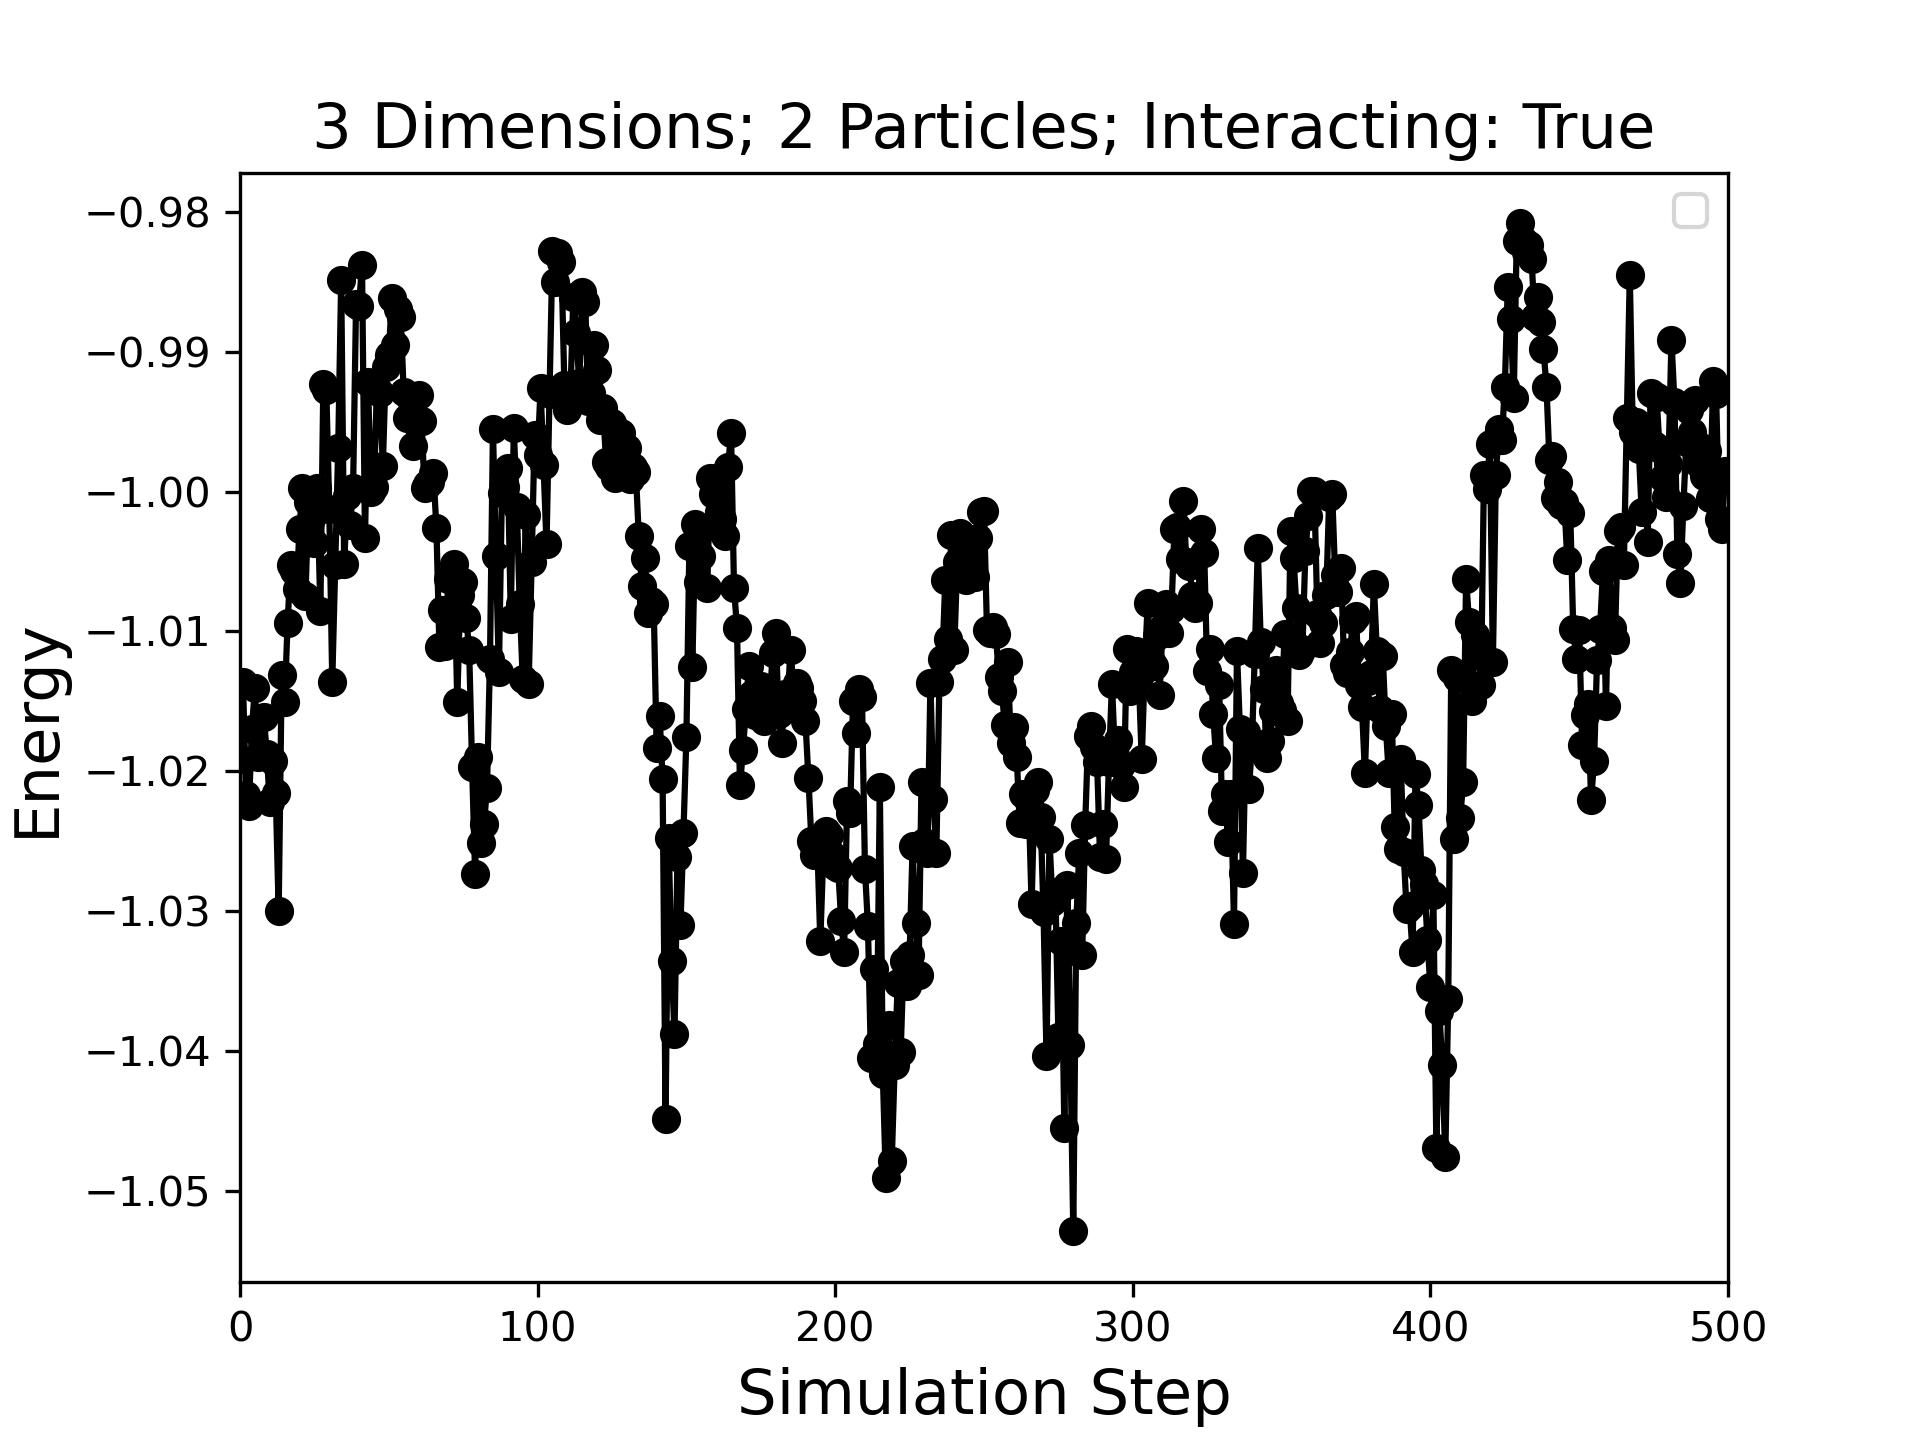 3 Dimensions; 2 Particles; Interacting: True
−0.98
−0.99
−1.00
−1.01
−1.02
−1.03
−1.04
−1.05
Energy
0 100 200 300 400 500
Simulation Step